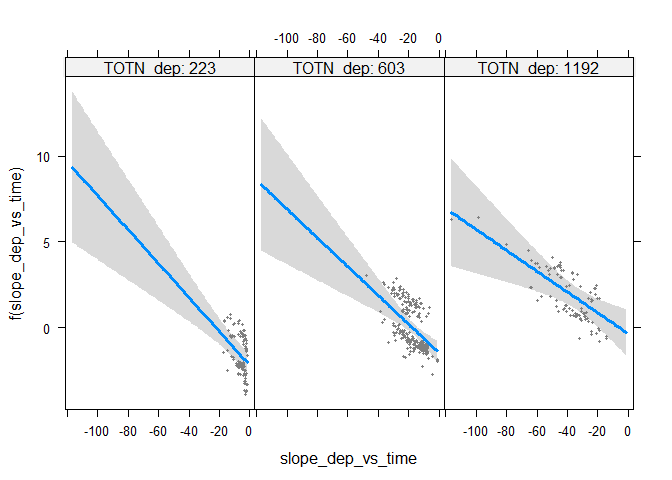 -100 -80 -60 -40 -20 0
TOTN_dep: 223 TOTN_dep: 603 TOTN_dep: 1192
10
5
0
f(slope_dep_vs_time)
-100 -80 -60 -40 -20 0 -100 -80 -60 -40 -20 0
slope_dep_vs_time